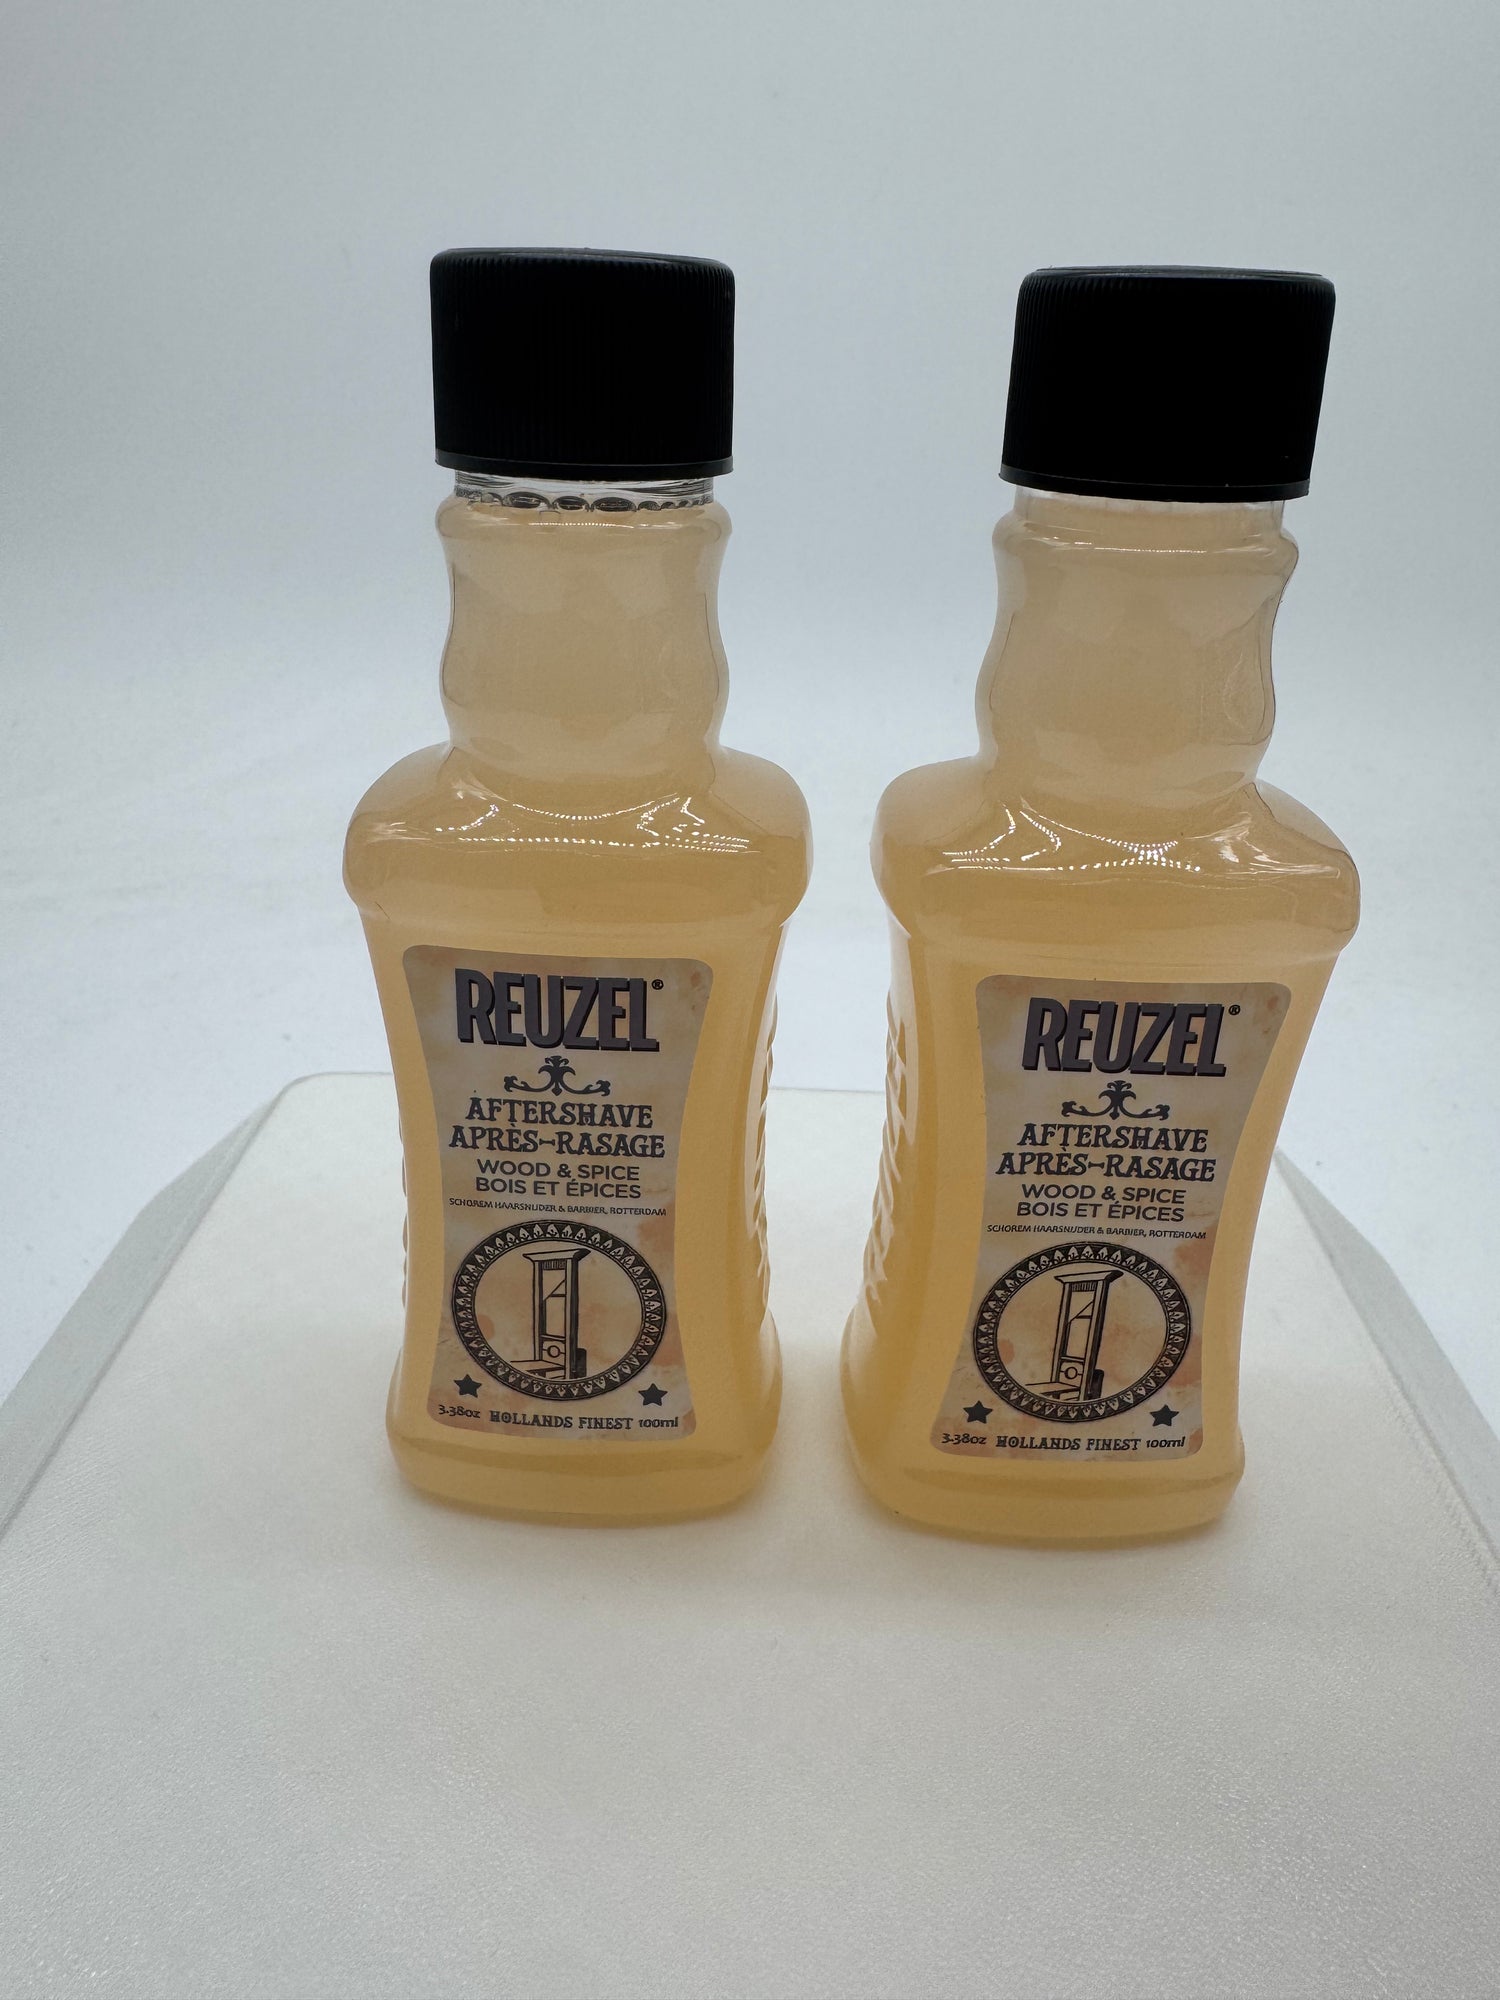 REUZEL®
AFTERSHAVE
APRÈS-RASAGE
WOOD & SPICE
BOIS ET ÉPICES
SCHOREM HAARSNIJDER & BARBIER, ROTTERDAM
3.38oz HOLLANDS FINEST 100ml
REUZEL®
AFTERSHAVE
APRÈS-RASAGE
WOOD & SPICE
BOIS ET ÉPICES
SCHOREM HAARSNIJDER & BARBIER, ROTTERDAM
3.38oz HOLLANDS FINEST 100ml